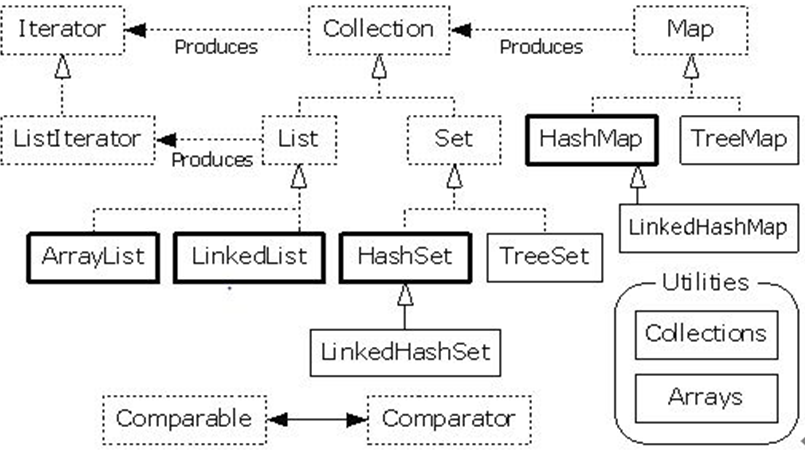 Iterator
Produces
Collection
Produces
Map
ListIterator
Produces
List
Set
HashMap
TreeMap
LinkedHashMap
ArrayList
LinkedList
HashSet
TreeSet
Utilities
Collections
Arrays
LinkedHashSet
Comparable
Comparator